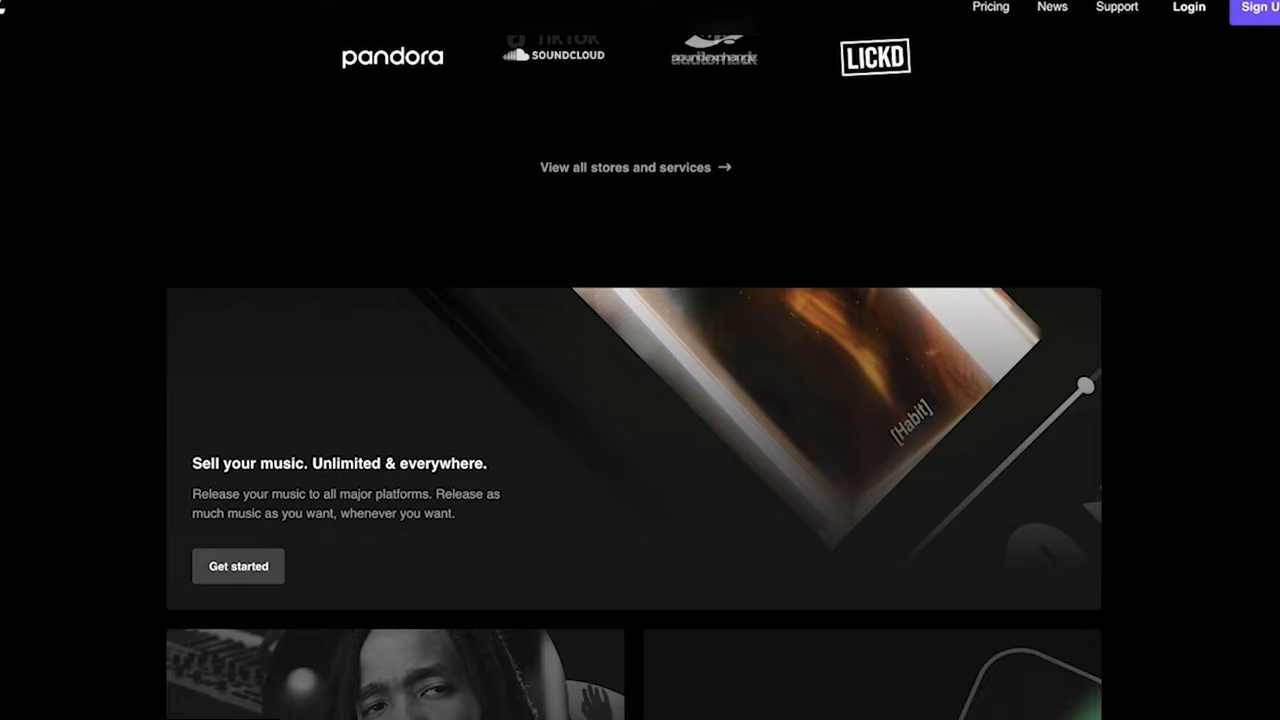 Pricing News Support Login Sign U
pandora
SOUNDCLOUD
LICKD
View all stores and services →
[Habit]
Sell your music. Unlimited & everywhere.
Release your music to all major platforms. Release as
much music as you want, whenever you want.
Get started